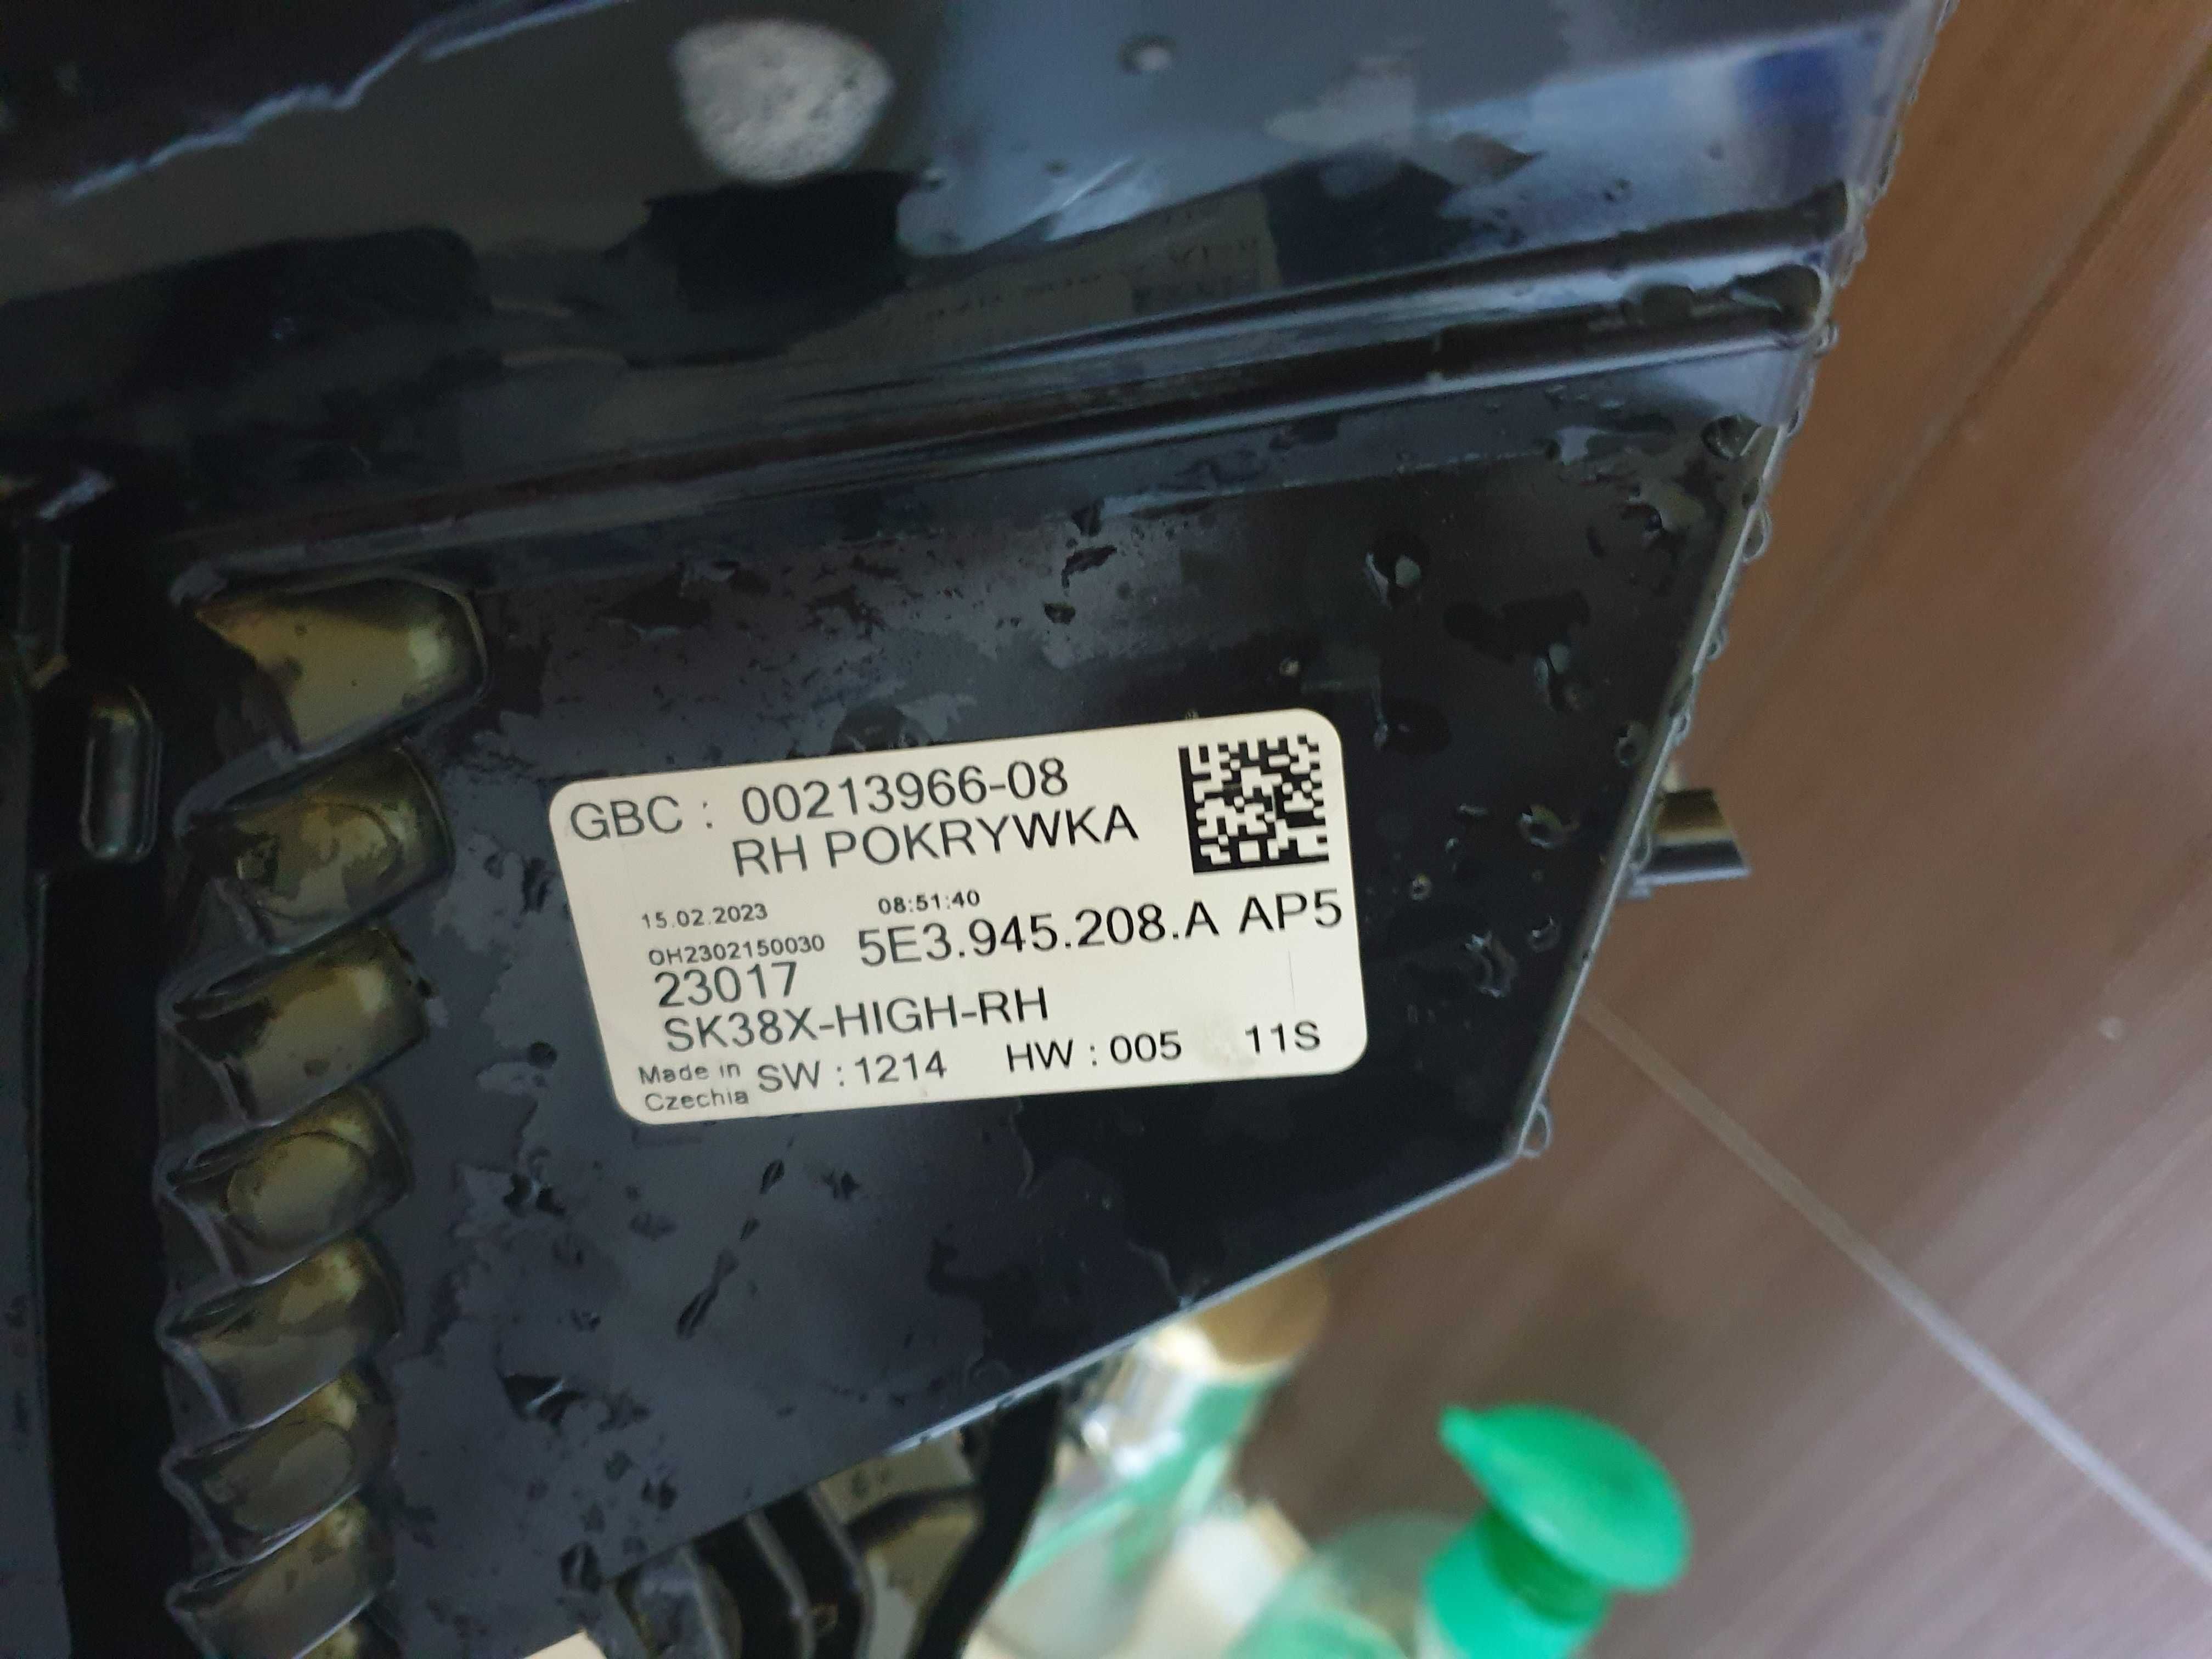 GBC : 00213966-08
RH POKRYWKA
15.02.2023 08:51:40
0H2302150030 5E3.945.208.A AP5
23017
SK38X-HIGH-RH
Made in SW : 1214 HW : 005 11S
Czechia